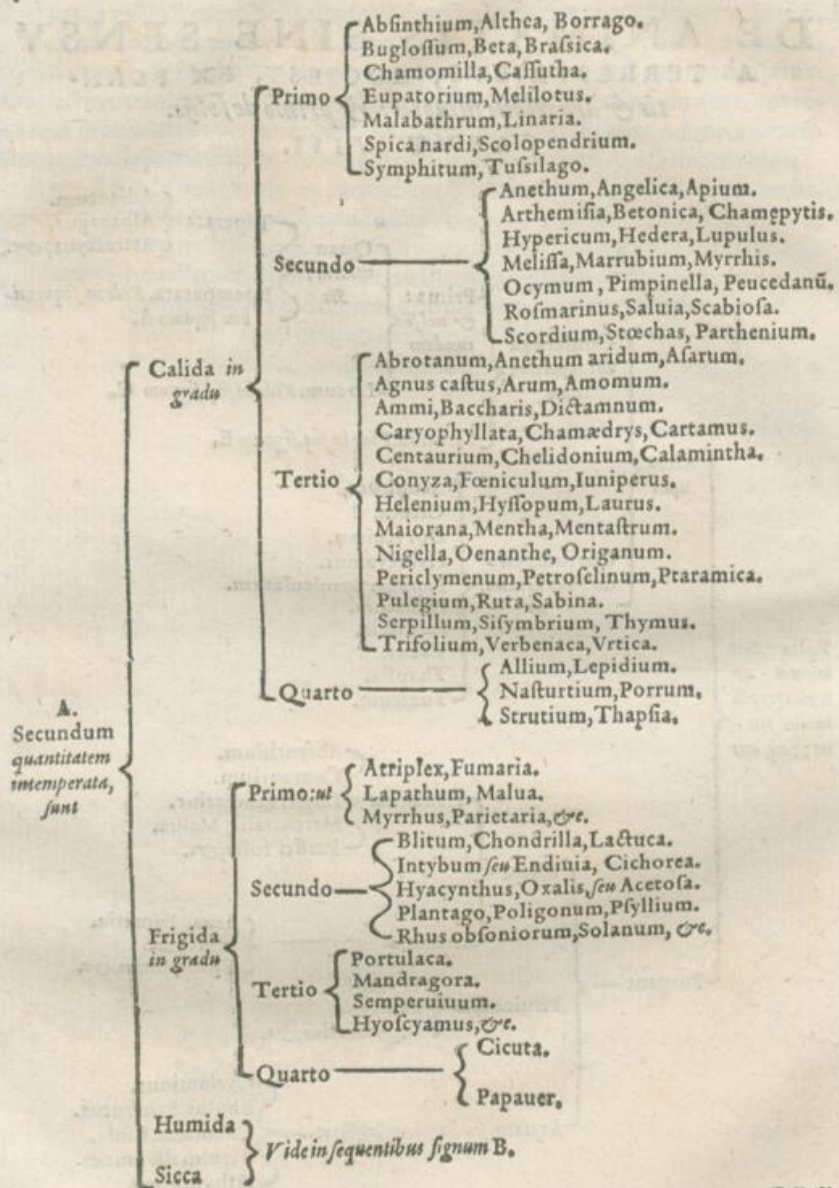 A.
Secundum
quantitatem
intemperata,
ſunt
Calida in
gradu
Primo
Abſinthium, Althea, Borrago.
Bugloſſum, Beta, Braſsica.
Chamomilla, Caſſutha.
Eupatorium, Melilotus.
Malabathrum, Linaria.
Spica nardi, Scolopendrium.
Symphitum, Tuſsilago.
Secundo
Anethum, Angelica, Apium.
Arthemiſia, Betonica, Chamępytis.
Hypericum, Hedera, Lupulus.
Meliſſa, Marrubium, Myrrhis.
Ocymum, Pimpinella, Peucedanũ.
Roſmarinus, Saluia, Scabioſa.
Scordium, Stœchas, Parthenium.
Tertio
Abrotanum, Anethum aridum, Aſarum.
Agnus caſtus, Arum, Amomum.
Ammi, Baccharis, Dictamnum.
Caryophyllata, Chamædrys, Cartamus.
Centaurium, Chelidonium, Calamintha.
Conyza, Fœniculum, Iuniperus.
Helenium, Hyſſopum, Laurus.
Maiorana, Mentha, Mentaſtrum.
Nigella, Oenanthe, Origanum.
Periclymenum, Petroſelinum, Ptaramica.
Pulegium, Ruta, Sabina.
Serpillum, Siſymbrium, Thymus.
Trifolium, Verbenaca, Vrtica.
Quarto
Allium, Lepidium.
Naſturtium, Porrum.
Strutium, Thapſia.
Frigida
in gradu
Primo: ut
Atriplex, Fumaria.
Lapathum, Malua.
Myrrhus, Parietaria, &c.
Secundo
Blitum, Chondrilla, Lactuca.
Intybum ſeu Endiuia, Cichorea.
Hyacynthus, Oxalis, ſeu Acetoſa.
Plantago, Poligonum, Pſyllium.
Rhus obſoniorum, Solanum, &c.
Tertio
Portulaca.
Mandragora.
Semperuiuum.
Hyoſcyamus, &c.
Quarto
Cicuta.
Papauer.
Humida
Sicca
Vide in ſequentibus ſignum B.